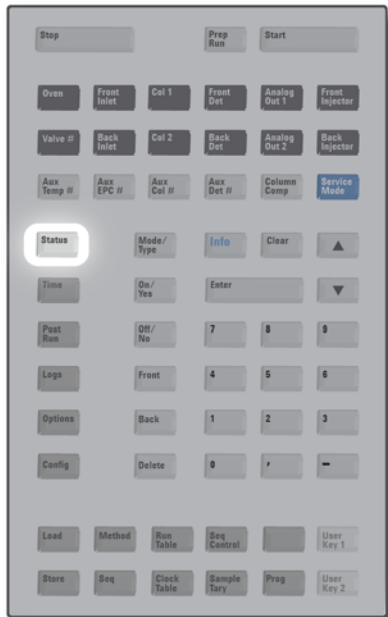 Stop
Prep
Run
Start
Oven
Front
Inlet
Col 1
Front
Det
Analog
Out 1
Front
Injector
Valve #
Back
Inlet
Col 2
Back
Det
Analog
Out 2
Back
Injector
Aux
Temp #
Aux
EPC #
Aux
Col #
Aux
Det #
Column
Comp
Service
Mode
Status
Mode/
Type
Info
Clear
▲
Time
On/
Yes
Enter
▼
Post
Run
Off/
No
7
8
9
Logs
Front
4
5
6
Options
Back
1
2
3
Config
Delete
0
,
-
Load
Method
Run
Table
Seq
Control
User
Key 1
Store
Seq
Clock
Table
Sample
Tary
Prog
User
Key 2